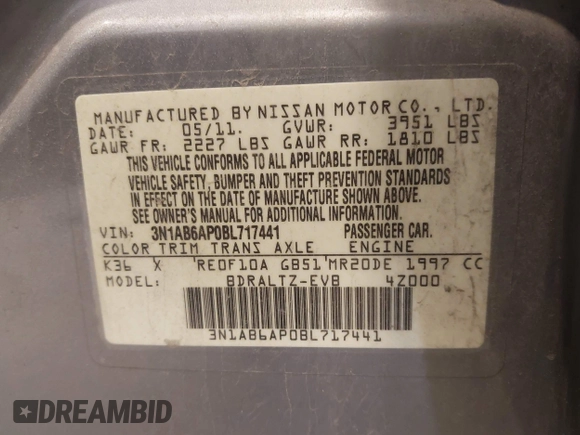 MANUFACTURED BY NISSAN MOTOR CO., LTD.
DATE: 05/11. GVWR: 3951 LBS
GAWR FR: 2227 LBS GAWR RR: 1810 LBS
THIS VEHICLE CONFORMS TO ALL APPLICABLE FEDERAL MOTOR
VEHICLE SAFETY, BUMPER AND THEFT PREVENTION STANDARDS
IN EFFECT ON THE DATE OF MANUFACTURE SHOWN ABOVE.
SEE OWNER'S MANUAL FOR ADDITIONAL INFORMATION.
VIN: 3N1AB6AP0BL717441 PASSENGER CAR.
COLOR TRIM TRANS AXLE ENGINE
K36 X 'RE0F10A GB51'MR20DE 1997 CC
MODEL: BDRALTZ-EVB 4Z000
3N1AB6AP0BL717441
DREAMBID